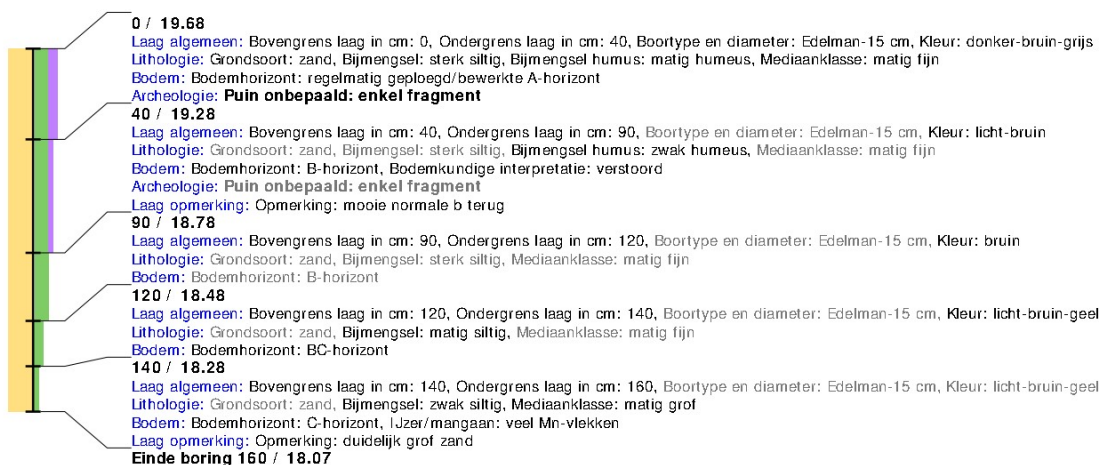 0 / 19.68
Laag algemeen: Bovengrens laag in cm: 0, Ondergrens laag in cm: 40, Boortype en diameter: Edelman-15 cm, Kleur: donker-bruin-grijs
Lithologie: Grondsoort: zand, Bijmengsel: sterk siltig, Bijmengsel humus: matig humeus, Mediaanklasse: matig fijn
Bodem: Bodemhorizont: regelmatig geploegd/bewerkte A-horizont
Archeologie: Puin onbepaald: enkel fragment
40 / 19.28
Laag algemeen: Bovengrens laag in cm: 40, Ondergrens laag in cm: 90, Boortype en diameter: Edelman-15 cm, Kleur: licht-bruin
Lithologie: Grondsoort: zand, Bijmengsel: sterk siltig, Bijmengsel humus: zwak humeus, Mediaanklasse: matig fijn
Bodem: Bodemhorizont: B-horizont, Bodemkundige interpretatie: verstoord
Archeologie: Puin onbepaald: enkel fragment
Laag opmerking: Opmerking: mooie normale b terug
90 / 18.78
Laag algemeen: Bovengrens laag in cm: 90, Ondergrens laag in cm: 120, Boortype en diameter: Edelman-15 cm, Kleur: bruin
Lithologie: Grondsoort: zand, Bijmengsel: sterk siltig, Mediaanklasse: matig fijn
Bodem: Bodemhorizont: B-horizont
120 / 18.48
Laag algemeen: Bovengrens laag in cm: 120, Ondergrens laag in cm: 140, Boortype en diameter: Edelman-15 cm, Kleur: licht-bruin-geel
Lithologie: Grondsoort: zand, Bijmengsel: matig siltig, Mediaanklasse: matig fijn
Bodem: Bodemhorizont: BC-horizont
140 / 18.28
Laag algemeen: Bovengrens laag in cm: 140, Ondergrens laag in cm: 160, Boortype en diameter: Edelman-15 cm, Kleur: licht-bruin-geel
Lithologie: Grondsoort: zand, Bijmengsel: zwak siltig, Mediaanklasse: matig grof
Bodem: Bodemhorizont: C-horizont, IJzer/mangaan: veel Mn-vlekken
Laag opmerking: Opmerking: duidelijk grof zand
Einde boring 160 / 18.07